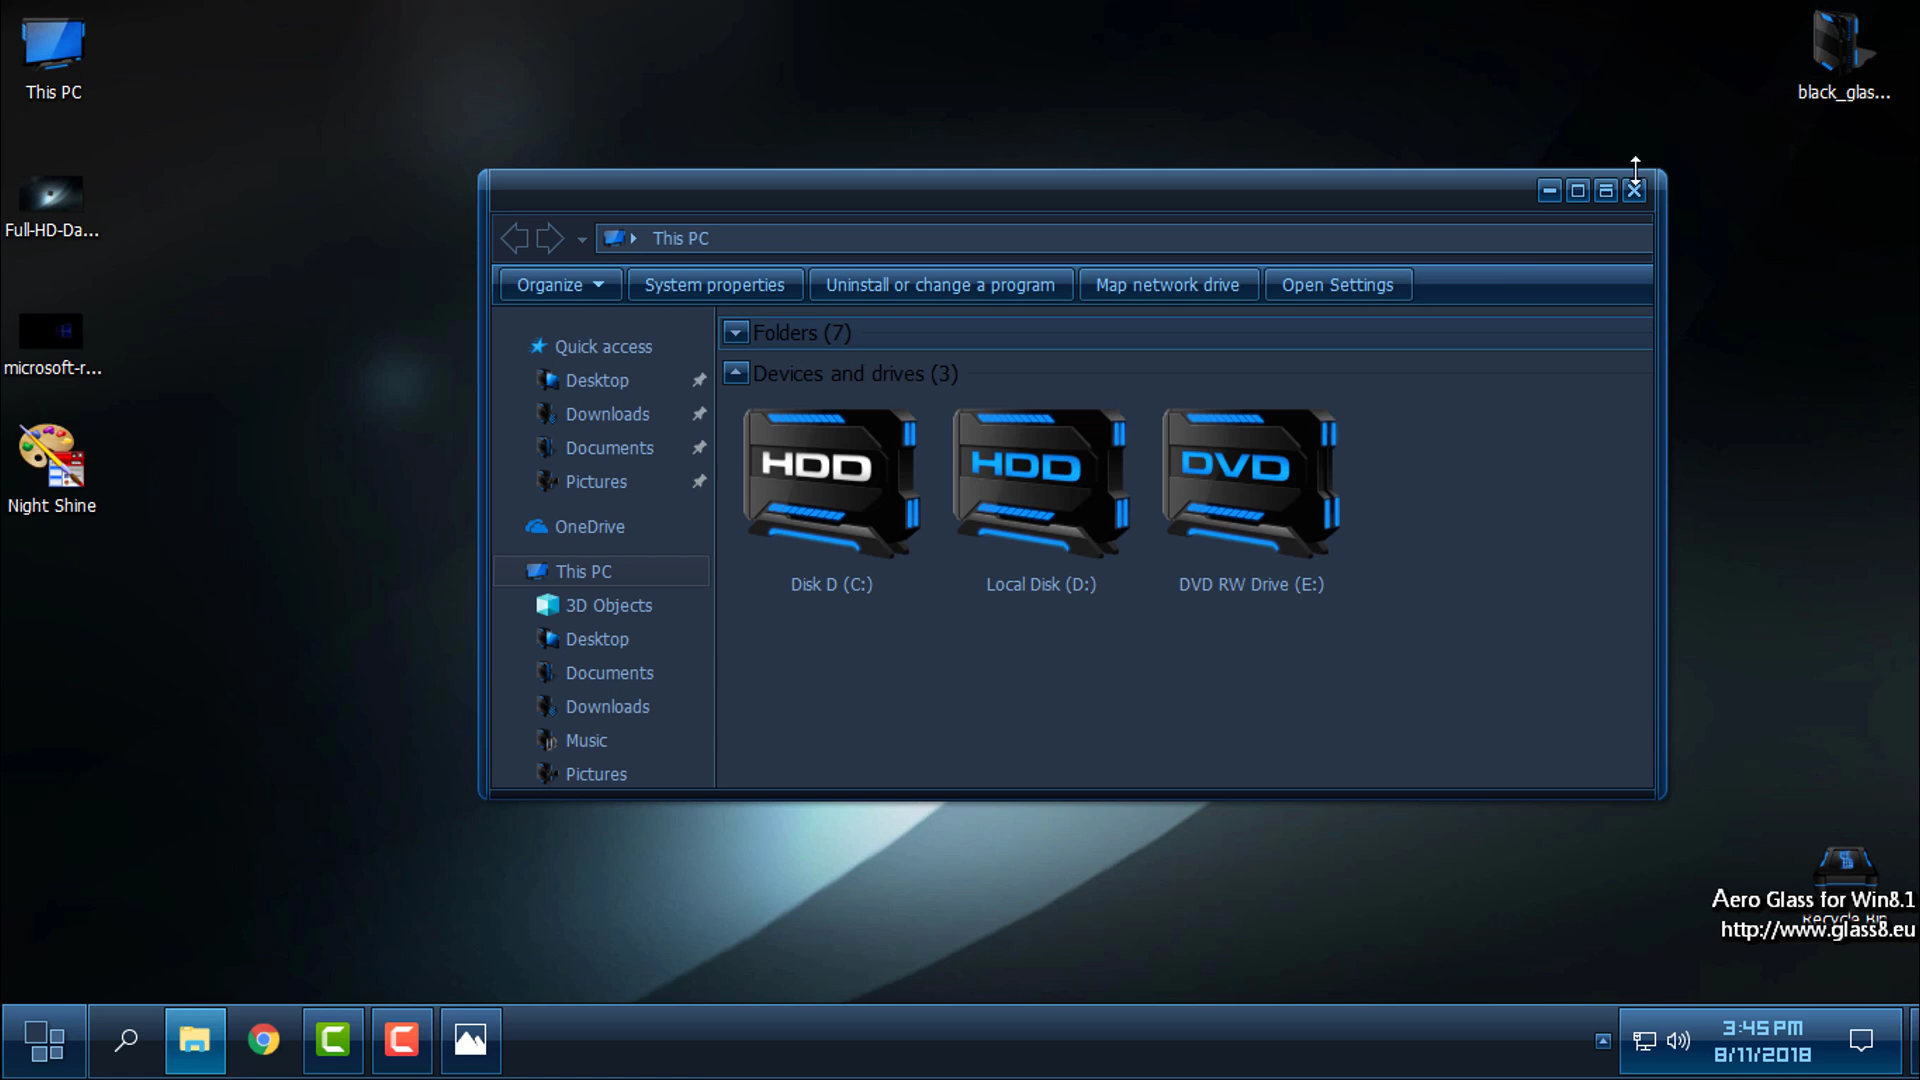 This PC
black_glas...
Full-HD-Da...
microsoft-r...
Night Shine
This PC
Organize
System properties
Uninstall or change a program
Map network drive
Open Settings
Quick access
Desktop
Downloads
Documents
Pictures
OneDrive
This PC
3D Objects
Desktop
Documents
Downloads
Music
Pictures
Folders (7)
Devices and drives (3)
HDD
HDD
DVD
Disk D (C:)
Local Disk (D:)
DVD RW Drive (E:)
Aero Glass for Win8.1
Recycle Bin
http://www.glass8.eu
3:45 PM
8/11/2018